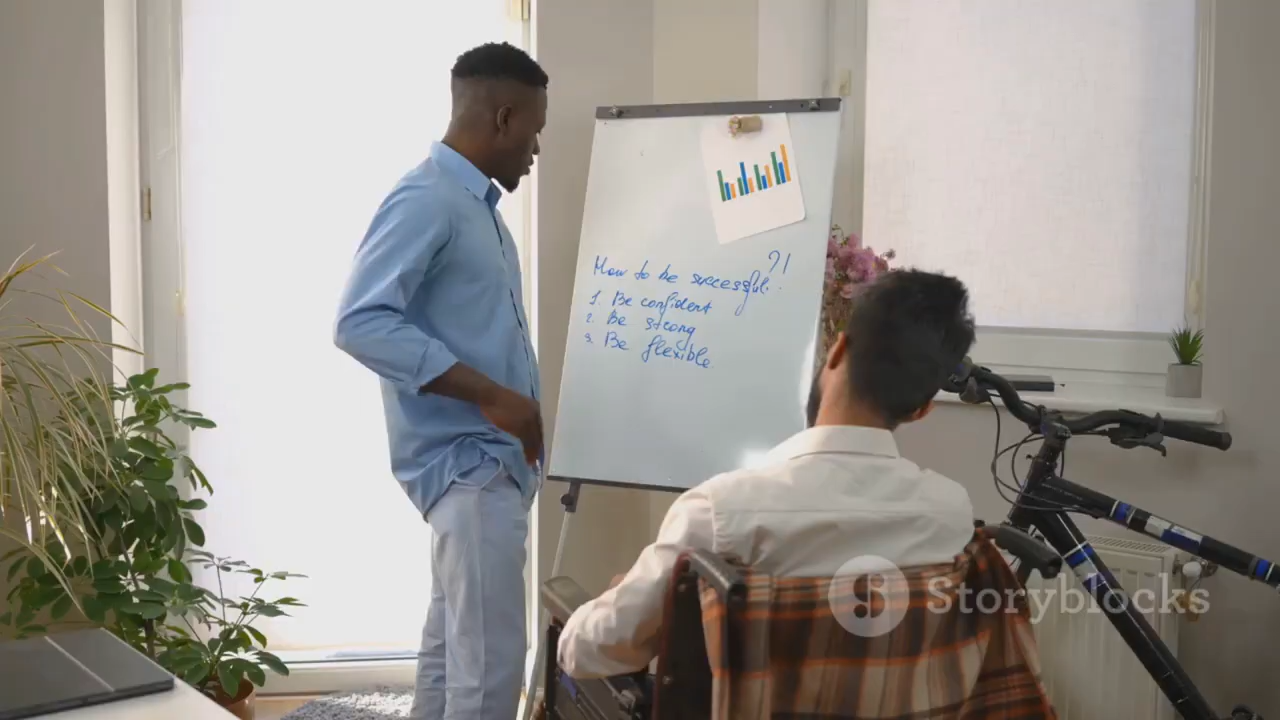 How to be successful?!
1. Be confident
2. Be strong
3. Be flexible
Storyblocks